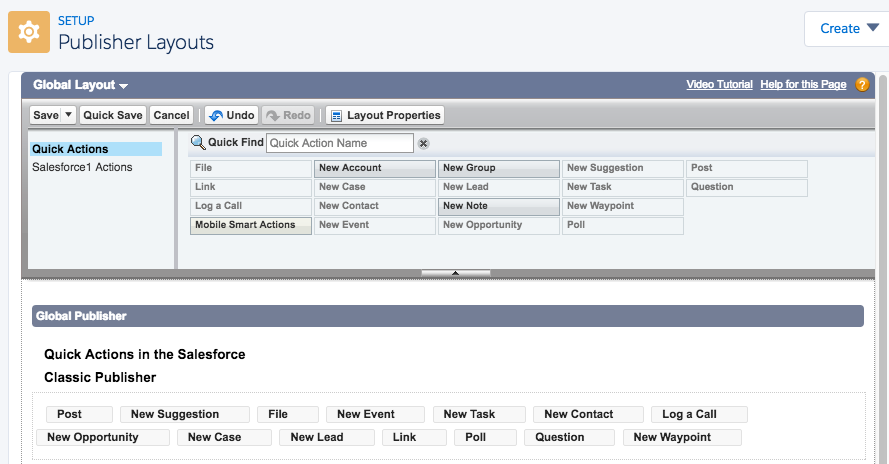 SETUP
Publisher Layouts
Create
Global Layout
Video Tutorial Help for this Page ?
Save Quick Save Cancel Undo Redo Layout Properties
Quick Actions
Salesforce1 Actions
Quick Find Quick Action Name
File New Account New Group New Suggestion Post
Link New Case New Lead New Task Question
Log a Call New Contact New Note New Waypoint
Mobile Smart Actions New Event New Opportunity Poll
Global Publisher
Quick Actions in the Salesforce
Classic Publisher
Post New Suggestion File New Event New Task New Contact Log a Call
New Opportunity New Case New Lead Link Poll Question New Waypoint